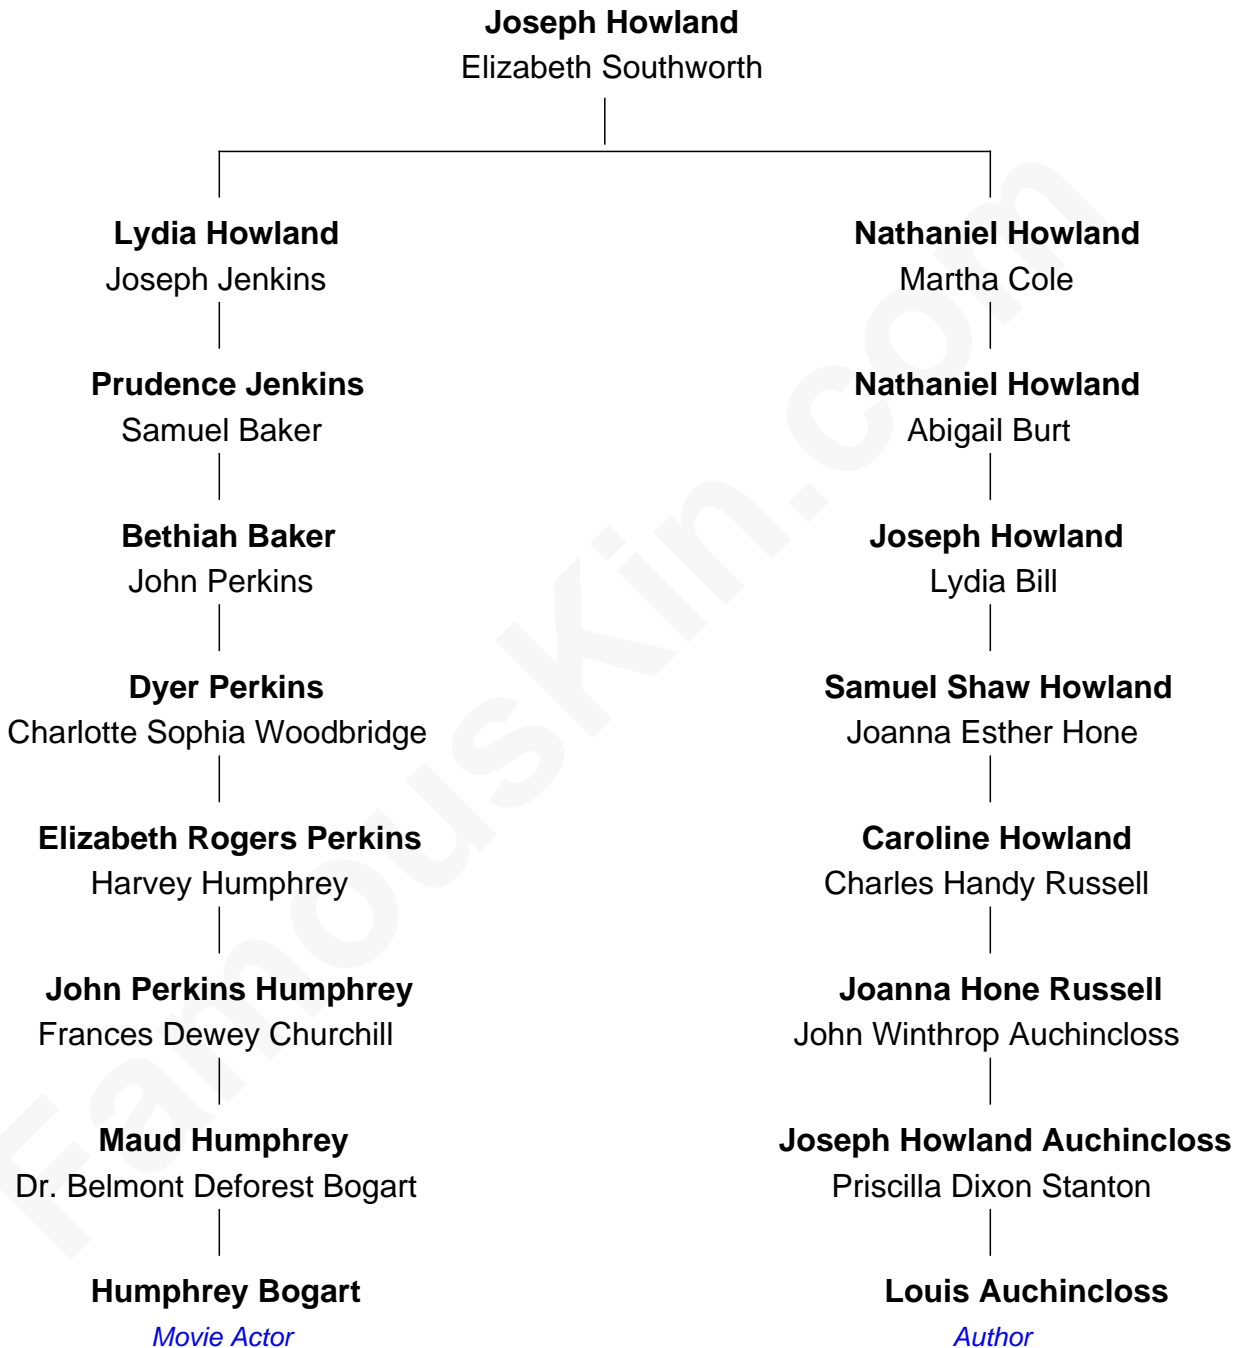 Joseph Howland
Elizabeth Southworth
Lydia Howland
Joseph Jenkins
Nathaniel Howland
Martha Cole
Prudence Jenkins
Samuel Baker
Nathaniel Howland
Abigail Burt
Bethiah Baker
John Perkins
Joseph Howland
Lydia Bill
Dyer Perkins
Charlotte Sophia Woodbridge
Samuel Shaw Howland
Joanna Esther Hone
Elizabeth Rogers Perkins
Harvey Humphrey
Caroline Howland
Charles Handy Russell
John Perkins Humphrey
Frances Dewey Churchill
Joanna Hone Russell
John Winthrop Auchincloss
Maud Humphrey
Dr. Belmont Deforest Bogart
Joseph Howland Auchincloss
Priscilla Dixon Stanton
Humphrey Bogart
Movie Actor
Louis Auchincloss
Author
FamousKin.com